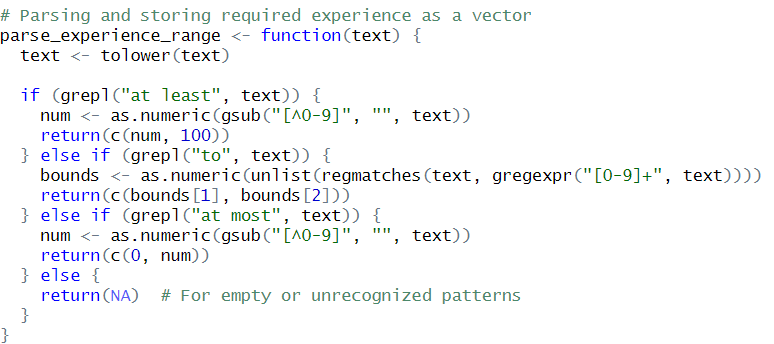 # Parsing and storing required experience as a vector
parse_experience_range <- function(text) {
  text <- tolower(text)

  if (grepl("at least", text)) {
    num <- as.numeric(gsub("[^0-9]", "", text))
    return(c(num, 100))
  } else if (grepl("to", text)) {
    bounds <- as.numeric(unlist(regmatches(text, gregexpr("[0-9]+", text))))
    return(c(bounds[1], bounds[2]))
  } else if (grepl("at most", text)) {
    num <- as.numeric(gsub("[^0-9]", "", text))
    return(c(0, num))
  } else {
    return(NA)  # For empty or unrecognized patterns
  }
}